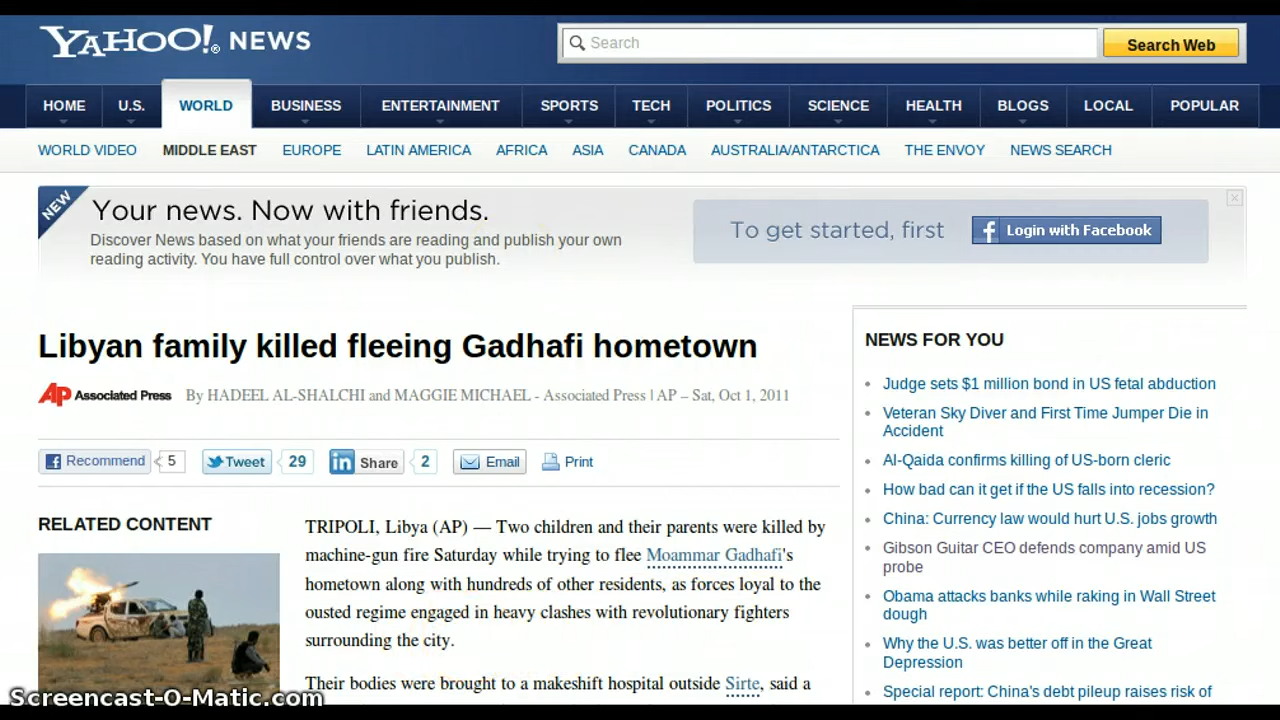 YAHOO!® NEWS
Search
Search Web
HOME U.S. WORLD BUSINESS ENTERTAINMENT SPORTS TECH POLITICS SCIENCE HEALTH BLOGS LOCAL POPULAR
WORLD VIDEO MIDDLE EAST EUROPE LATIN AMERICA AFRICA ASIA CANADA AUSTRALIA/ANTARCTICA THE ENVOY NEWS SEARCH
NEW
Your news. Now with friends.
Discover News based on what your friends are reading and publish your own
reading activity. You have full control over what you publish.
To get started, first
f Login with Facebook
Libyan family killed fleeing Gadhafi hometown
AP Associated Press By HADEEL AL-SHALCHI and MAGGIE MICHAEL - Associated Press | AP – Sat, Oct 1, 2011
f Recommend 5 Tweet 29 in Share 2 Email Print
RELATED CONTENT
TRIPOLI, Libya (AP) — Two children and their parents were killed by
machine-gun fire Saturday while trying to flee Moammar Gadhafi's
hometown along with hundreds of other residents, as forces loyal to the
ousted regime engaged in heavy clashes with revolutionary fighters
surrounding the city.
Their bodies were brought to a makeshift hospital outside Sirte, said a
NEWS FOR YOU
Judge sets $1 million bond in US fetal abduction
Veteran Sky Diver and First Time Jumper Die in
Accident
Al-Qaida confirms killing of US-born cleric
How bad can it get if the US falls into recession?
China: Currency law would hurt U.S. jobs growth
Gibson Guitar CEO defends company amid US
probe
Obama attacks banks while raking in Wall Street
dough
Why the U.S. was better off in the Great
Depression
Special report: China's debt pileup raises risk of
Screencast-O-Matic.com